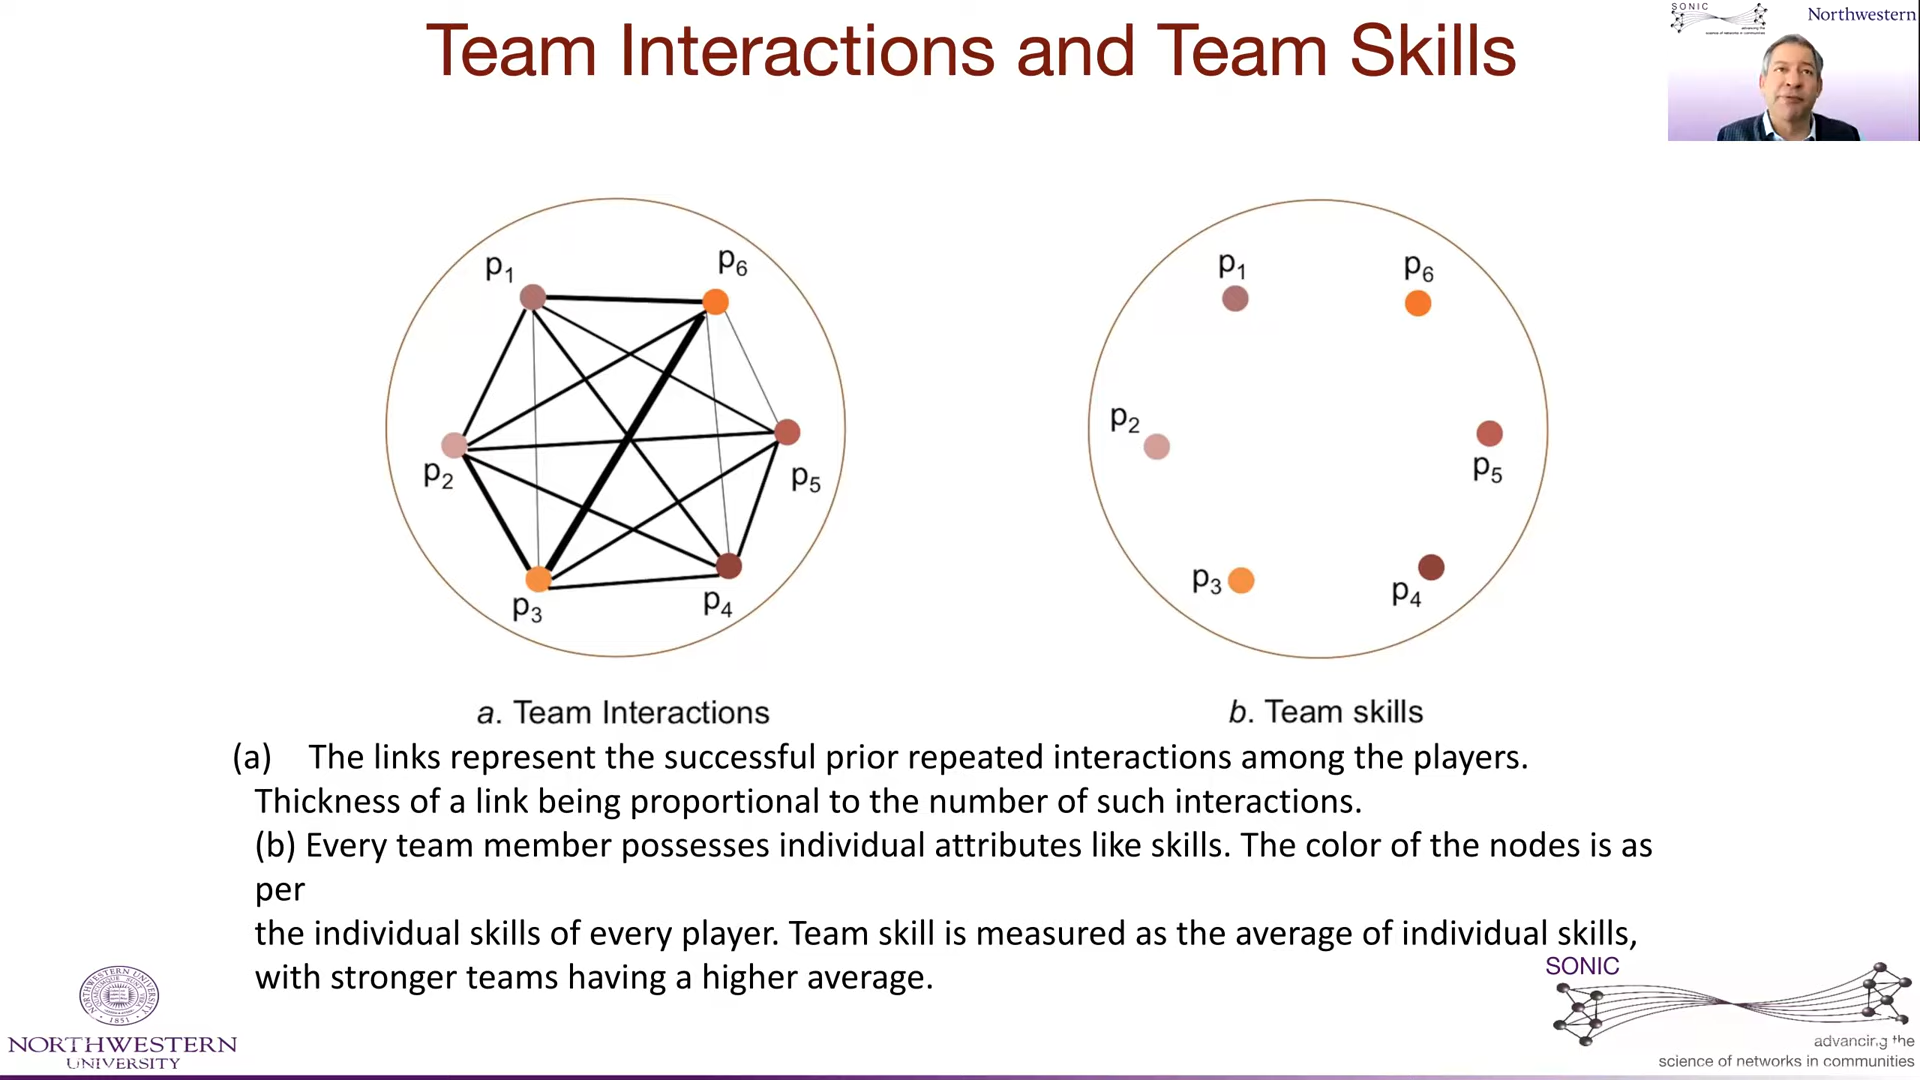 Team Interactions and Team Skills
SONIC
Northwestern
p1
p6
p2
p5
p3
p4
a. Team Interactions
p1
p6
p2
p5
p3
p4
b. Team skills
(a) The links represent the successful prior repeated interactions among the players.
Thickness of a link being proportional to the number of such interactions.
(b) Every team member possesses individual attributes like skills. The color of the nodes is as
per
the individual skills of every player. Team skill is measured as the average of individual skills,
with stronger teams having a higher average.
1851
NORTHWESTERN
UNIVERSITY
SONIC
advancing the
science of networks in communities